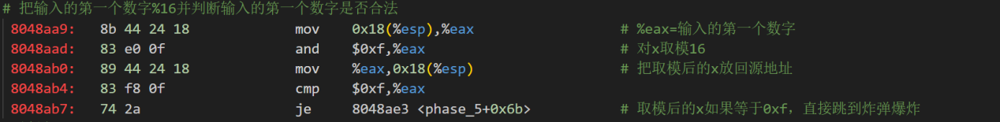 # 把输入的第一个数字%16并判断输入的第一个数字是否合法
8048aa9: 8b 44 24 18 mov 0x18(%esp),%eax # %eax=输入的第一个数字
8048aad: 83 e0 0f and $0xf,%eax # 对x取模16
8048ab0: 89 44 24 18 mov %eax,0x18(%esp) # 把取模后的x放回源地址
8048ab4: 83 f8 0f cmp $0xf,%eax
8048ab7: 74 2a je 8048ae3 <phase_5+0x6b> # 取模后的x如果等于0xf，直接跳到炸弹爆炸